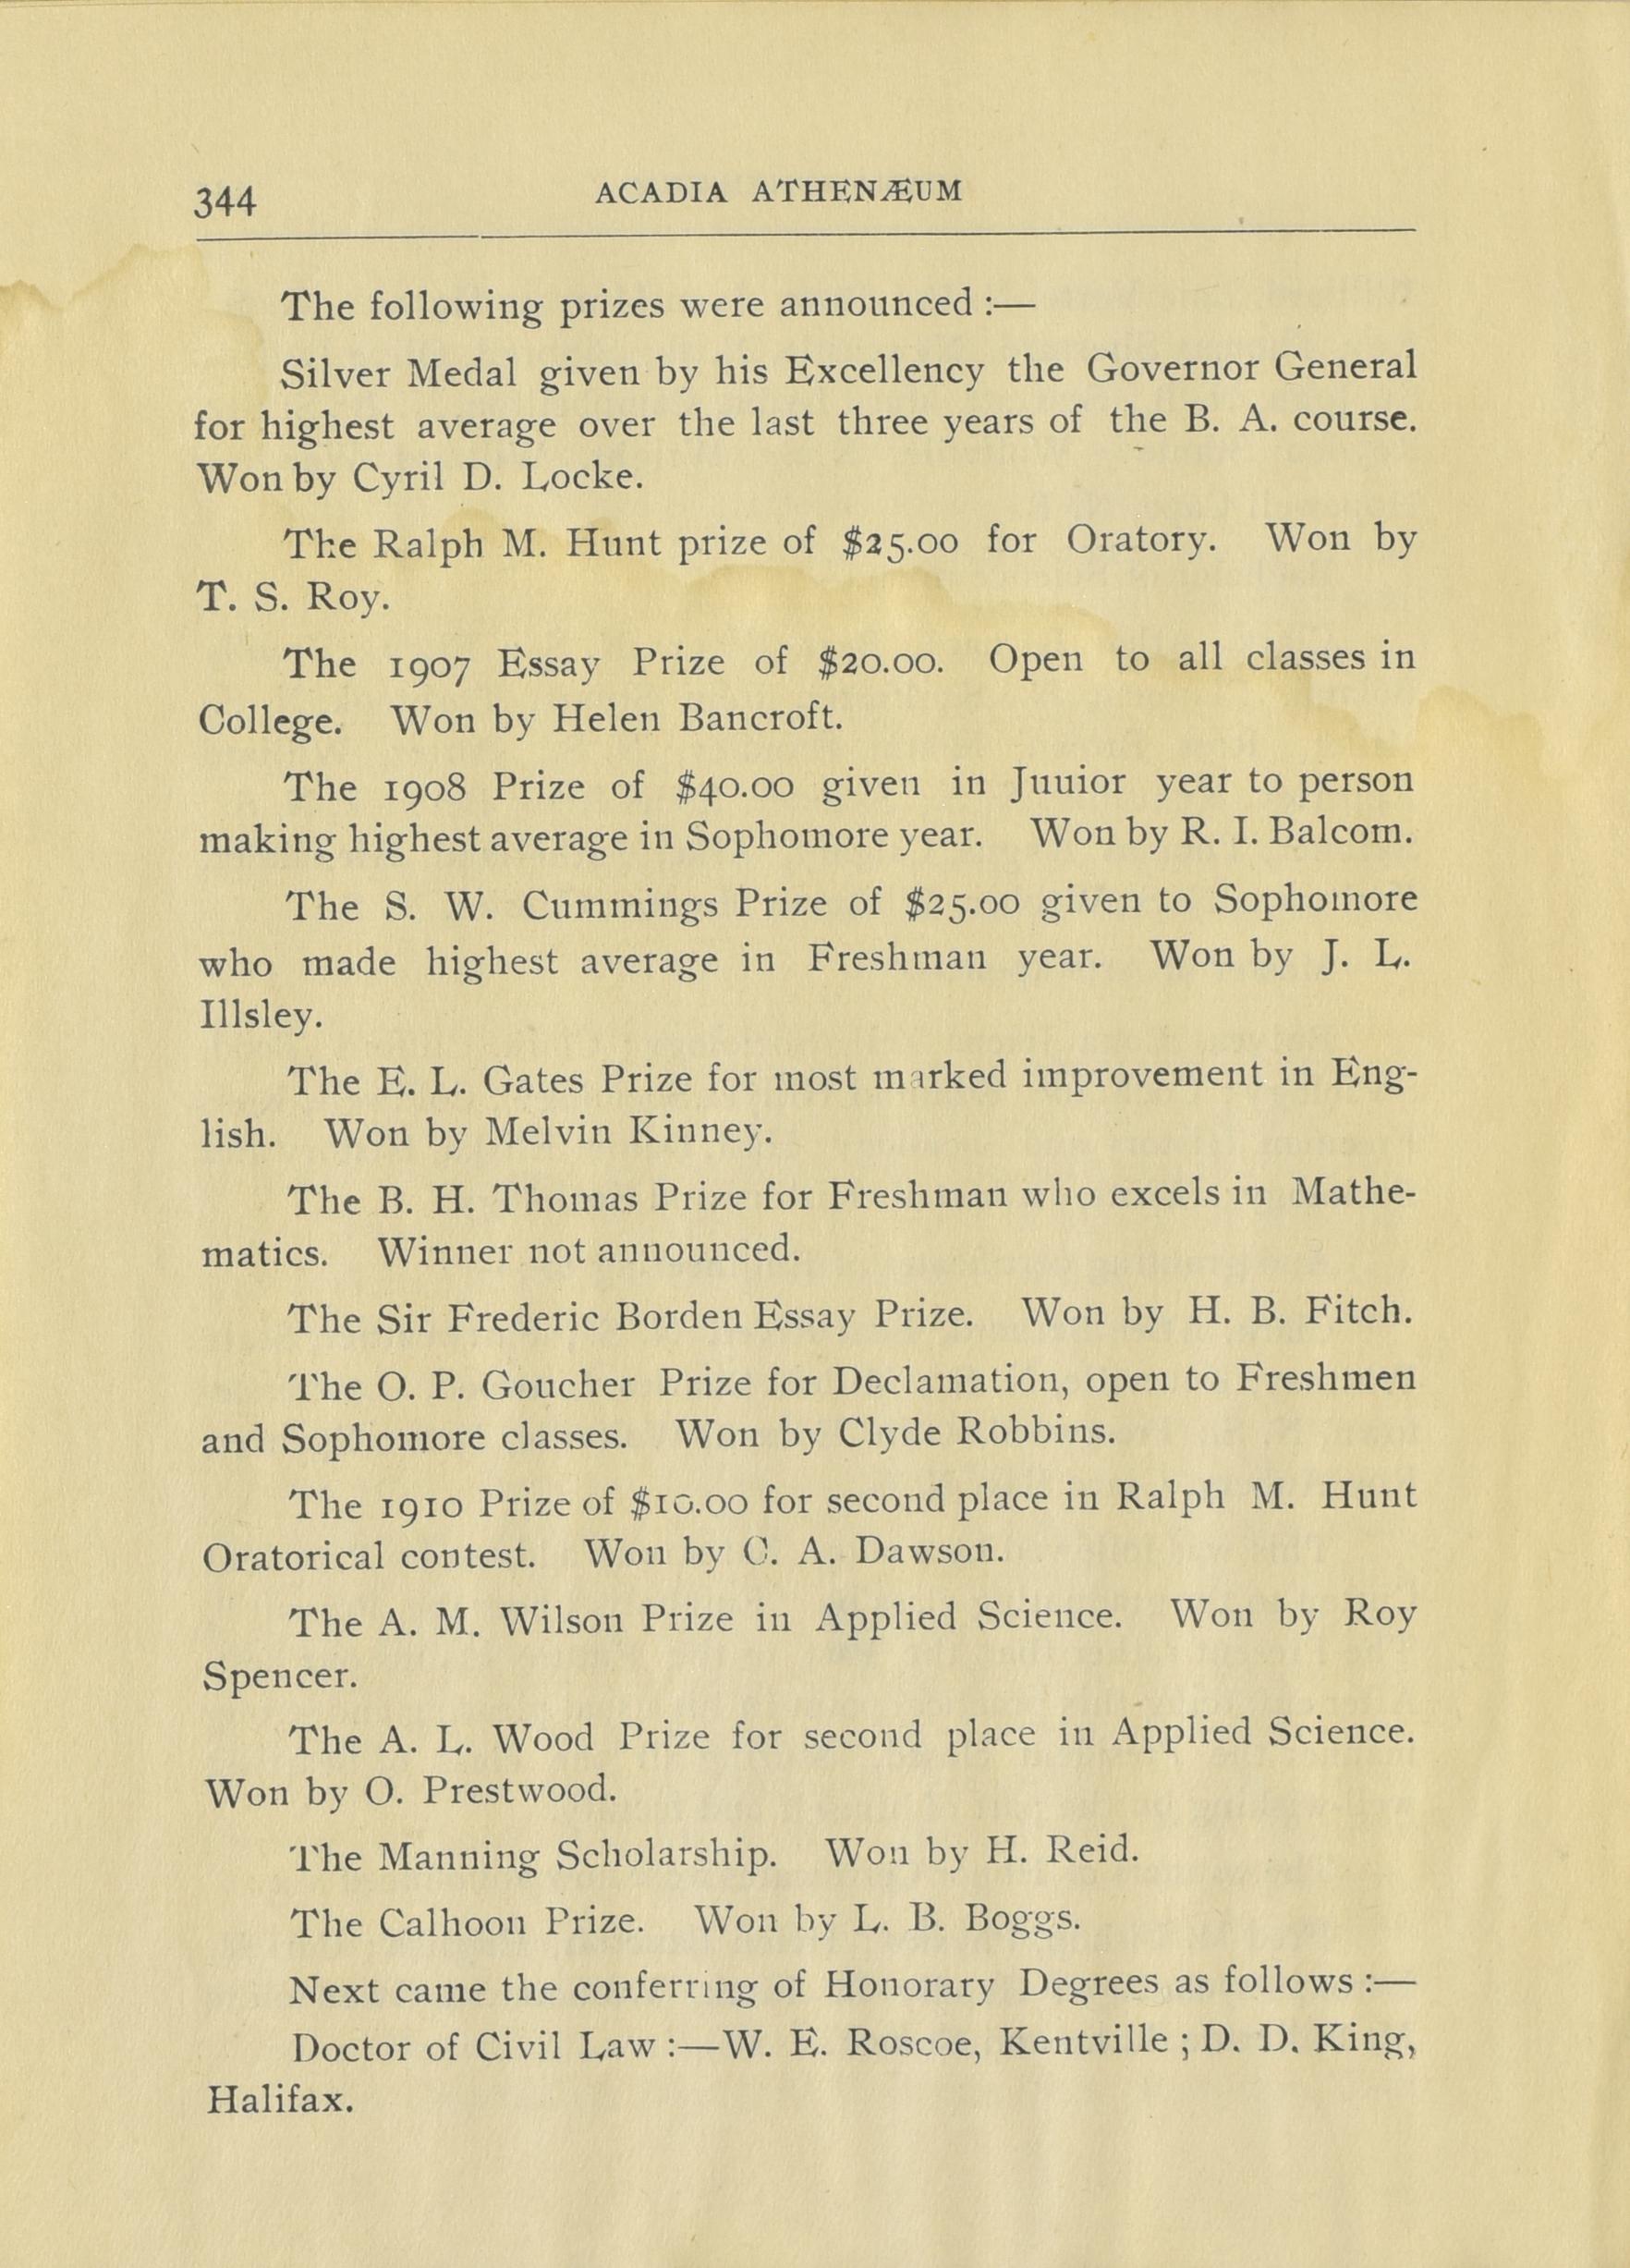 344
ACADIA ATHENÆUM
The following prizes were announced :—
Silver Medal given by his Excellency the Governor General
for highest average over the last three years of the B. A. course.
Won by Cyril D. Locke.
The Ralph M. Hunt prize of $25.00 for Oratory. Won by
T. S. Roy.
The 1907 Essay Prize of $20.00. Open to all classes in
College. Won by Helen Bancroft.
The 1908 Prize of $40.00 given in Juuior year to person
making highest average in Sophomore year. Won by R. I. Balcom.
The S. W. Cummings Prize of $25.00 given to Sophomore
who made highest average in Freshman year. Won by J. L.
Illsley.
The E. L. Gates Prize for most marked improvement in Eng-
lish. Won by Melvin Kinney.
The B. H. Thomas Prize for Freshman who excels in Mathe-
matics. Winner not announced.
The Sir Frederic Borden Essay Prize. Won by H. B. Fitch.
The O. P. Goucher Prize for Declamation, open to Freshmen
and Sophomore classes. Won by Clyde Robbins.
The 1910 Prize of $10.00 for second place in Ralph M. Hunt
Oratorical contest. Won by C. A. Dawson.
The A. M. Wilson Prize in Applied Science. Won by Roy
Spencer.
The A. L. Wood Prize for second place in Applied Science.
Won by O. Prestwood.
The Manning Scholarship. Won by H. Reid.
The Calhoon Prize. Won by L. B. Boggs.
Next came the conferring of Honorary Degrees as follows :—
Doctor of Civil Law :—W. E. Roscoe, Kentville ; D. D. King,
Halifax.